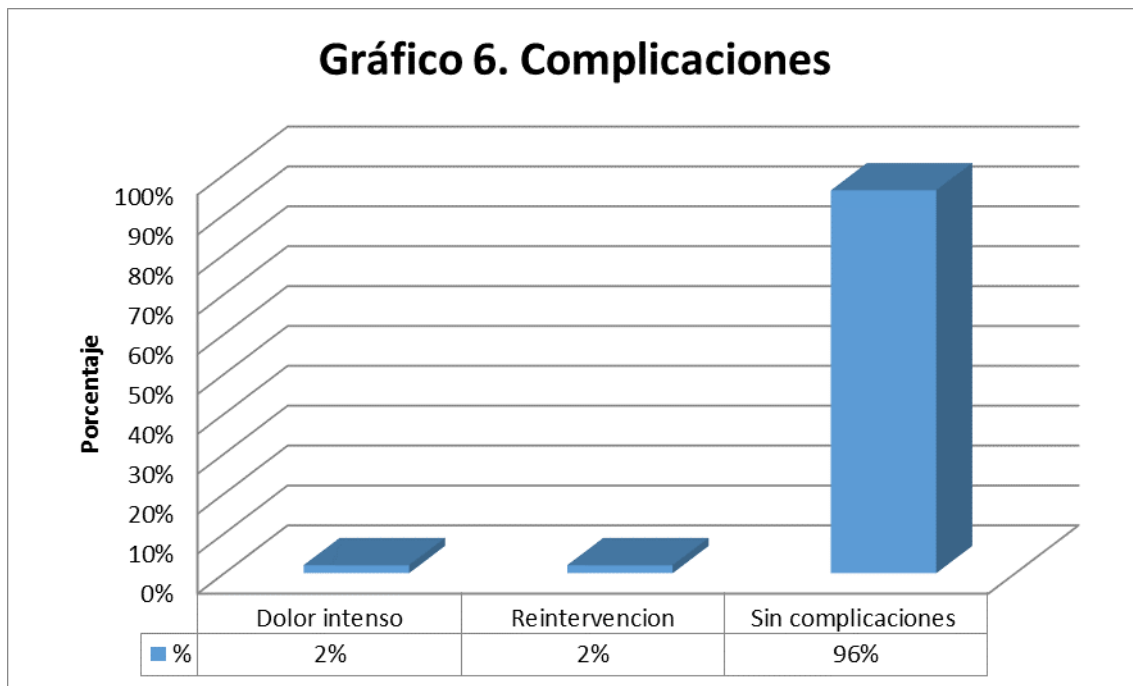 Gráfico 6. Complicaciones
Porcentaje
100%
90%
80%
70%
60%
50%
40%
30%
20%
10%
0%
Dolor intenso Reintervencion Sin complicaciones
% 2% 2% 96%